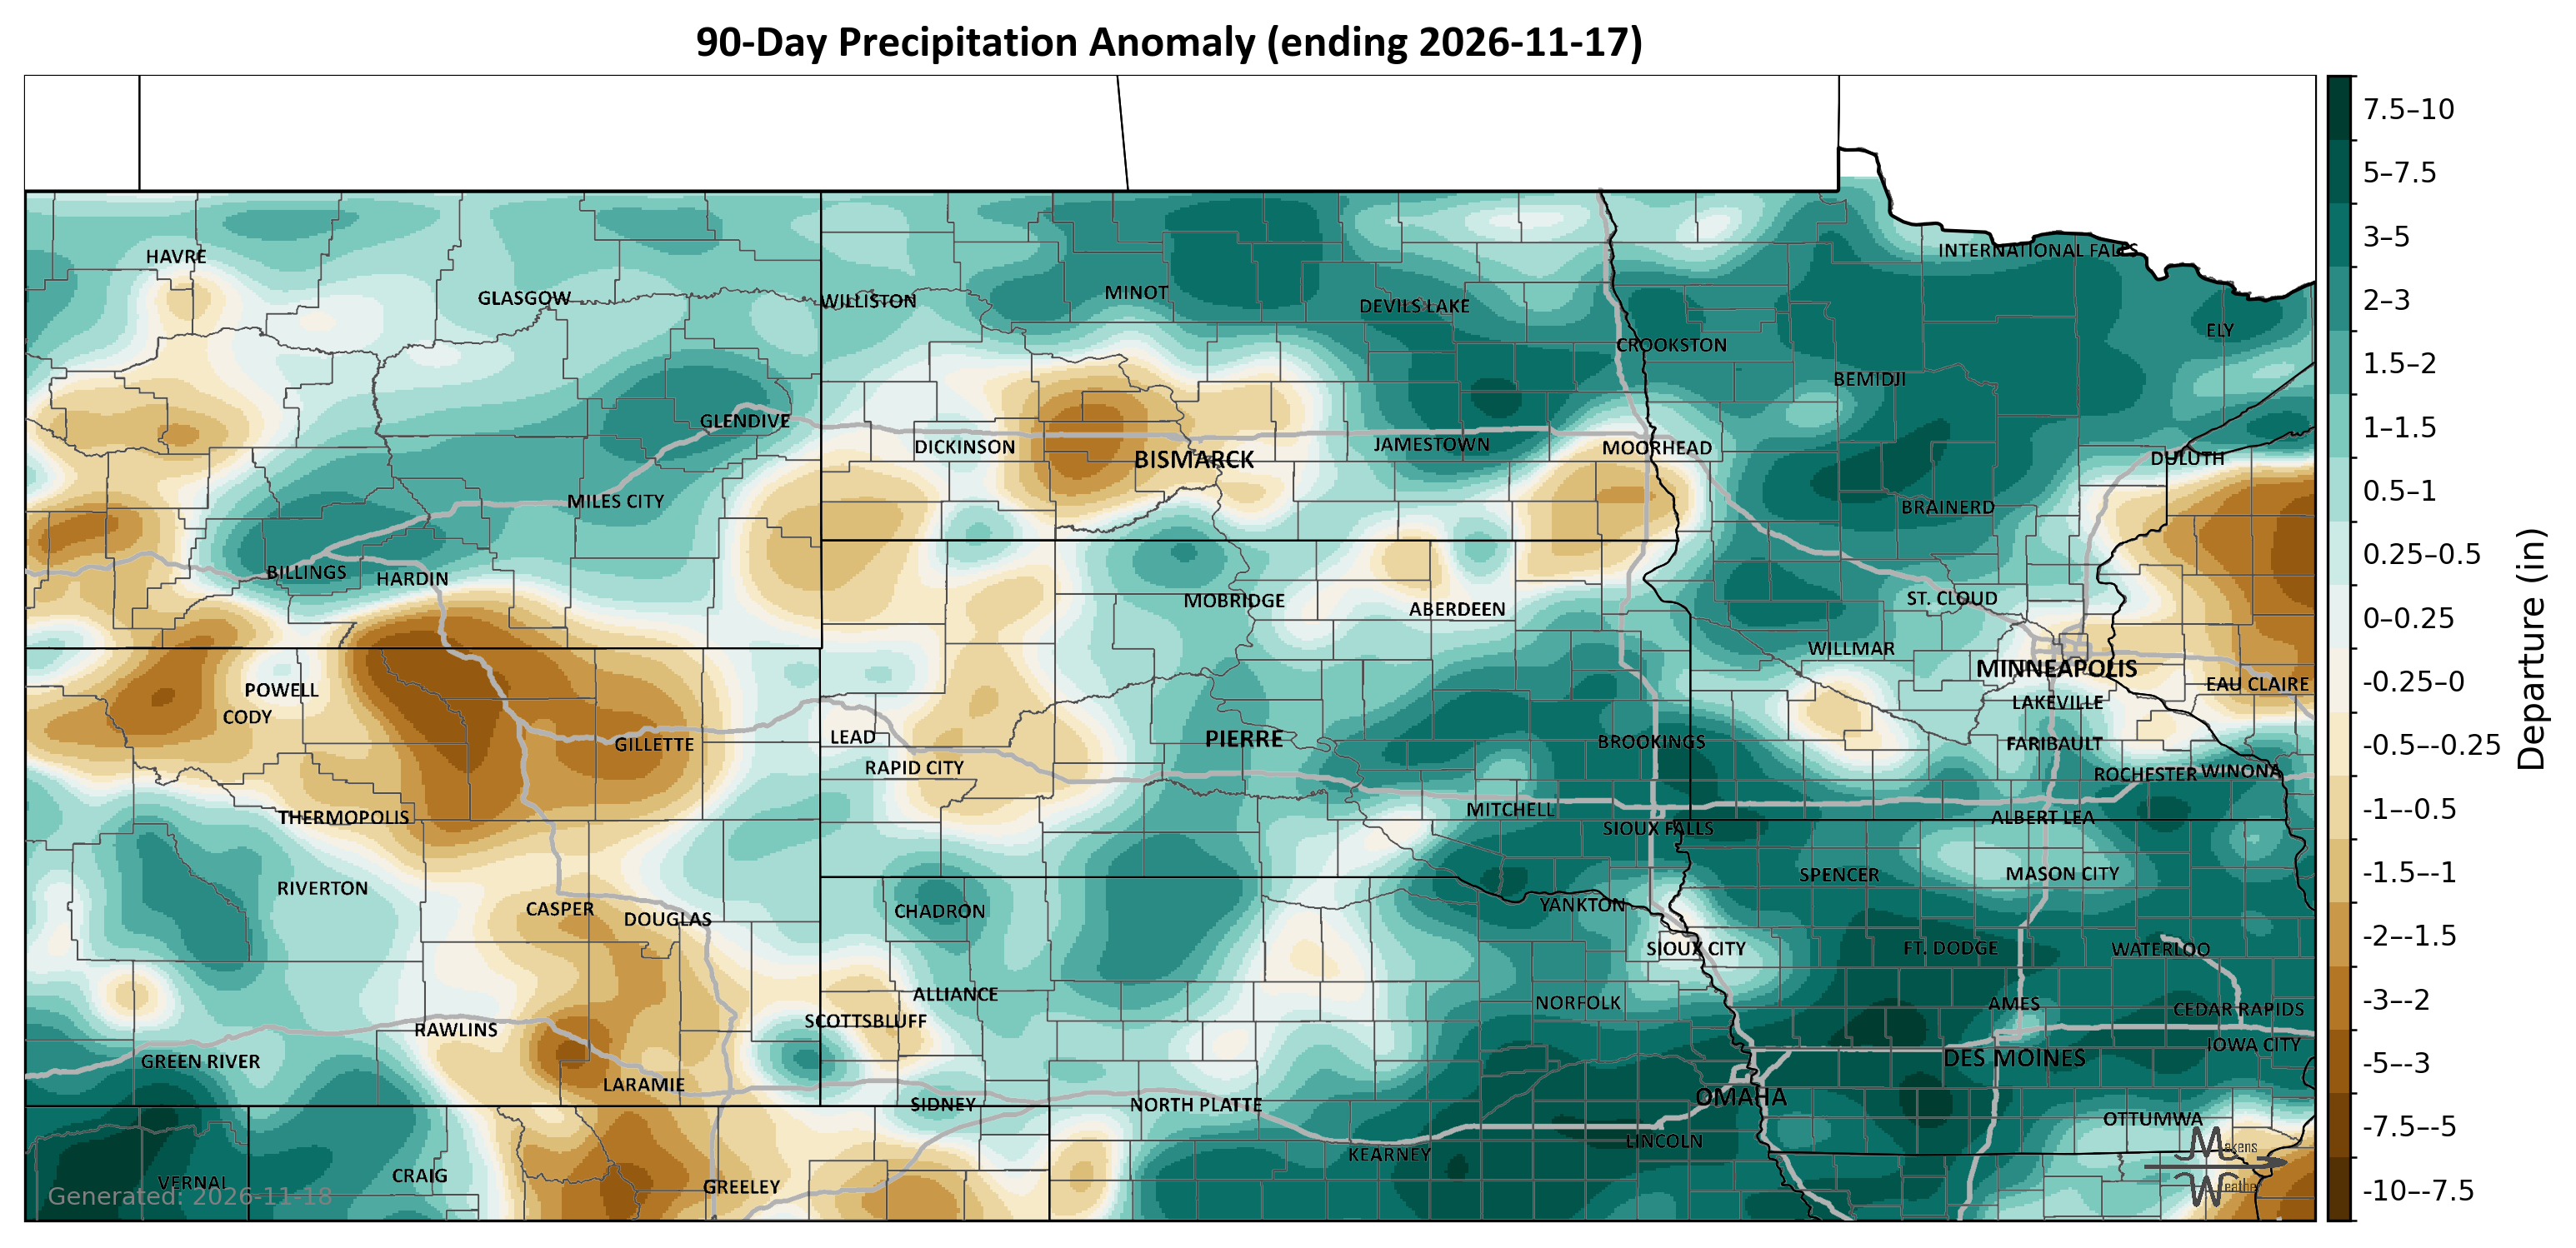 90-Day Precipitation Anomaly (ending 2026-11-17)
HAVRE
GLASGOW
WILLISTON
MINOT
DEVILS LAKE
CROOKSTON
INTERNATIONAL FALLS
ELY
BEMIDJI
GLENDIVE
DICKINSON
BISMARCK
JAMESTOWN
MOORHEAD
DULUTH
MILES CITY
BRAINERD
BILLINGS
HARDIN
MOBRIDGE
ABERDEEN
ST. CLOUD
WILLMAR
MINNEAPOLIS
EAU CLAIRE
POWELL
CODY
LAKEVILLE
GILLETTE
LEAD
RAPID CITY
PIERRE
BROOKINGS
FARIBAULT
ROCHESTER
WINONA
THERMOPOLIS
MITCHELL
SIOUX FALLS
ALBERT LEA
RIVERTON
CASPER
DOUGLAS
CHADRON
YANKTON
SPENCER
MASON CITY
SIOUX CITY
FT. DODGE
WATERLOO
ALLIANCE
SCOTTSBLUFF
NORFOLK
AMES
CEDAR RAPIDS
RAWLINS
GREEN RIVER
LARAMIE
DES MOINES
IOWA CITY
SIDNEY
NORTH PLATTE
OMAHA
OTTUMWA
LINCOLN
KEARNEY
VERNAL
CRAIG
GREELEY
Generated: 2026-11-18
akens
eather
7.5–10
5–7.5
3–5
2–3
1.5–2
1–1.5
0.5–1
0.25–0.5
0–0.25
-0.25–0
-0.5–-0.25
-1–-0.5
-1.5–-1
-2–-1.5
-3–-2
-5–-3
-7.5–-5
-10–-7.5
Departure (in)